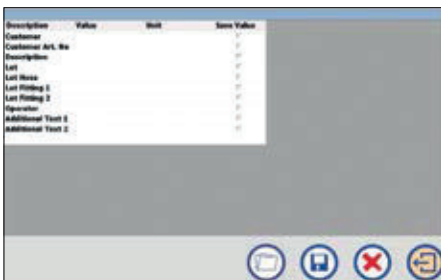 Description Value Unit Save Value
Customer
Customer Art. No
Description
Lot
Lot Hose
Lot Fitting 1
Lot Fitting 2
Operator
Additional Text 1
Additional Text 2